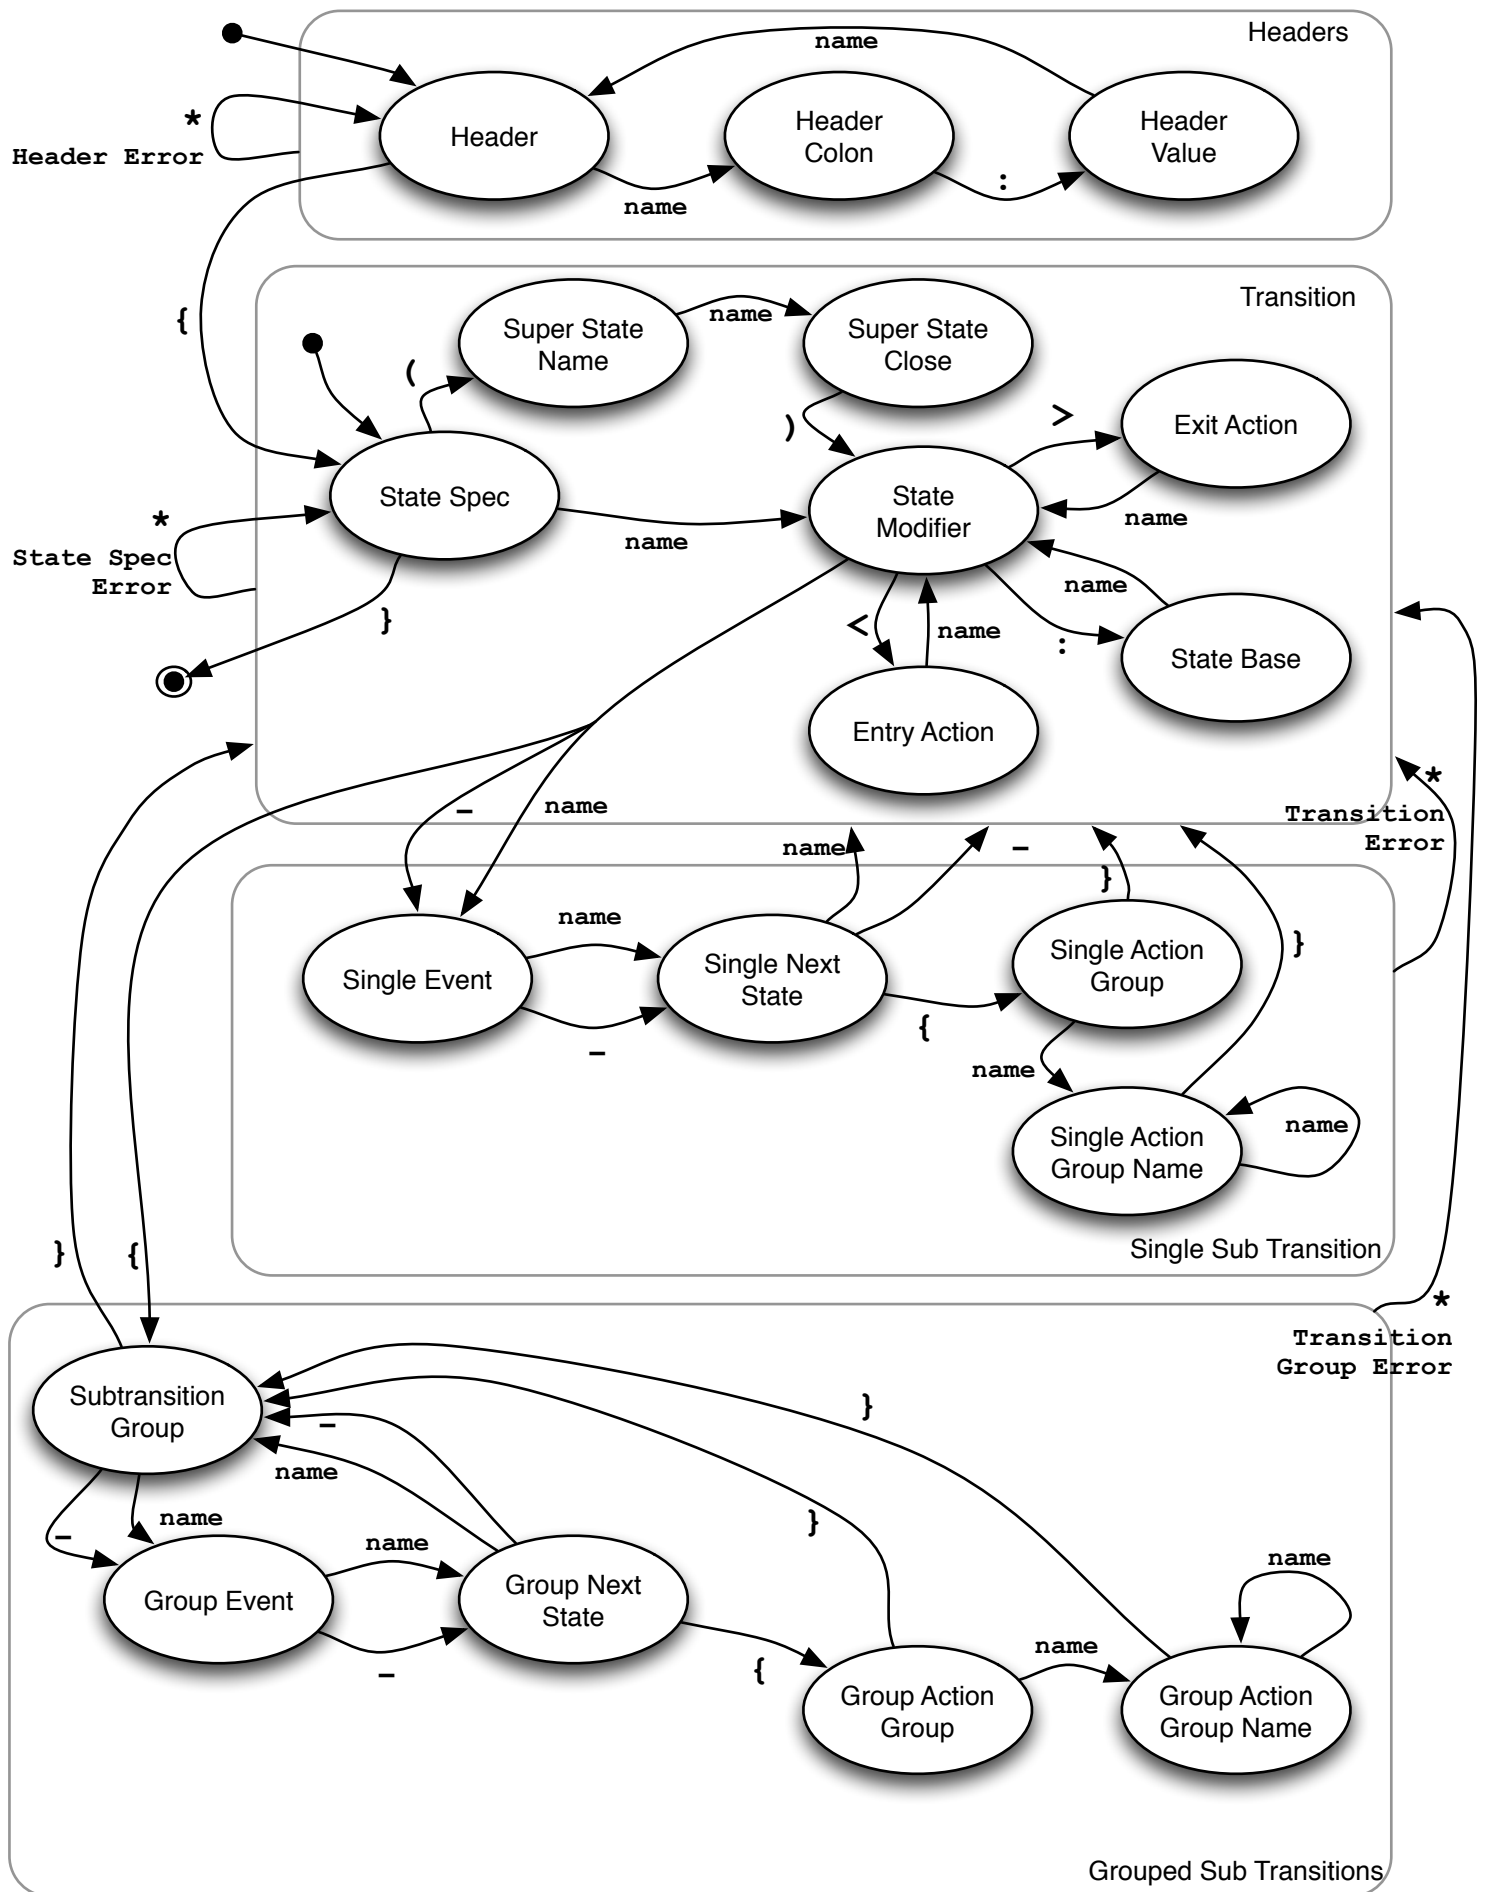 Headers
name
*
Header Error
Header
Header
Colon
Header
Value
name
:
{
Transition
Super State
Name
name
Super State
Close
(
)
>
Exit Action
State Spec
State
Modifier
name
name
*
State Spec
Error
name
<
name
:
State Base
}
Entry Action
*
Transition
Error
–
name
name
–
}
name
Single Event
Single Next
State
Single Action
Group
}
–
{
name
Single Action
Group Name
name
Single Sub Transition
}
{
*
Transition
Group Error
Subtransition
Group
–
name
}
–
name
}
name
Group Event
Group Next
State
name
–
{
name
Group Action
Group
Group Action
Group Name
Grouped Sub Transitions